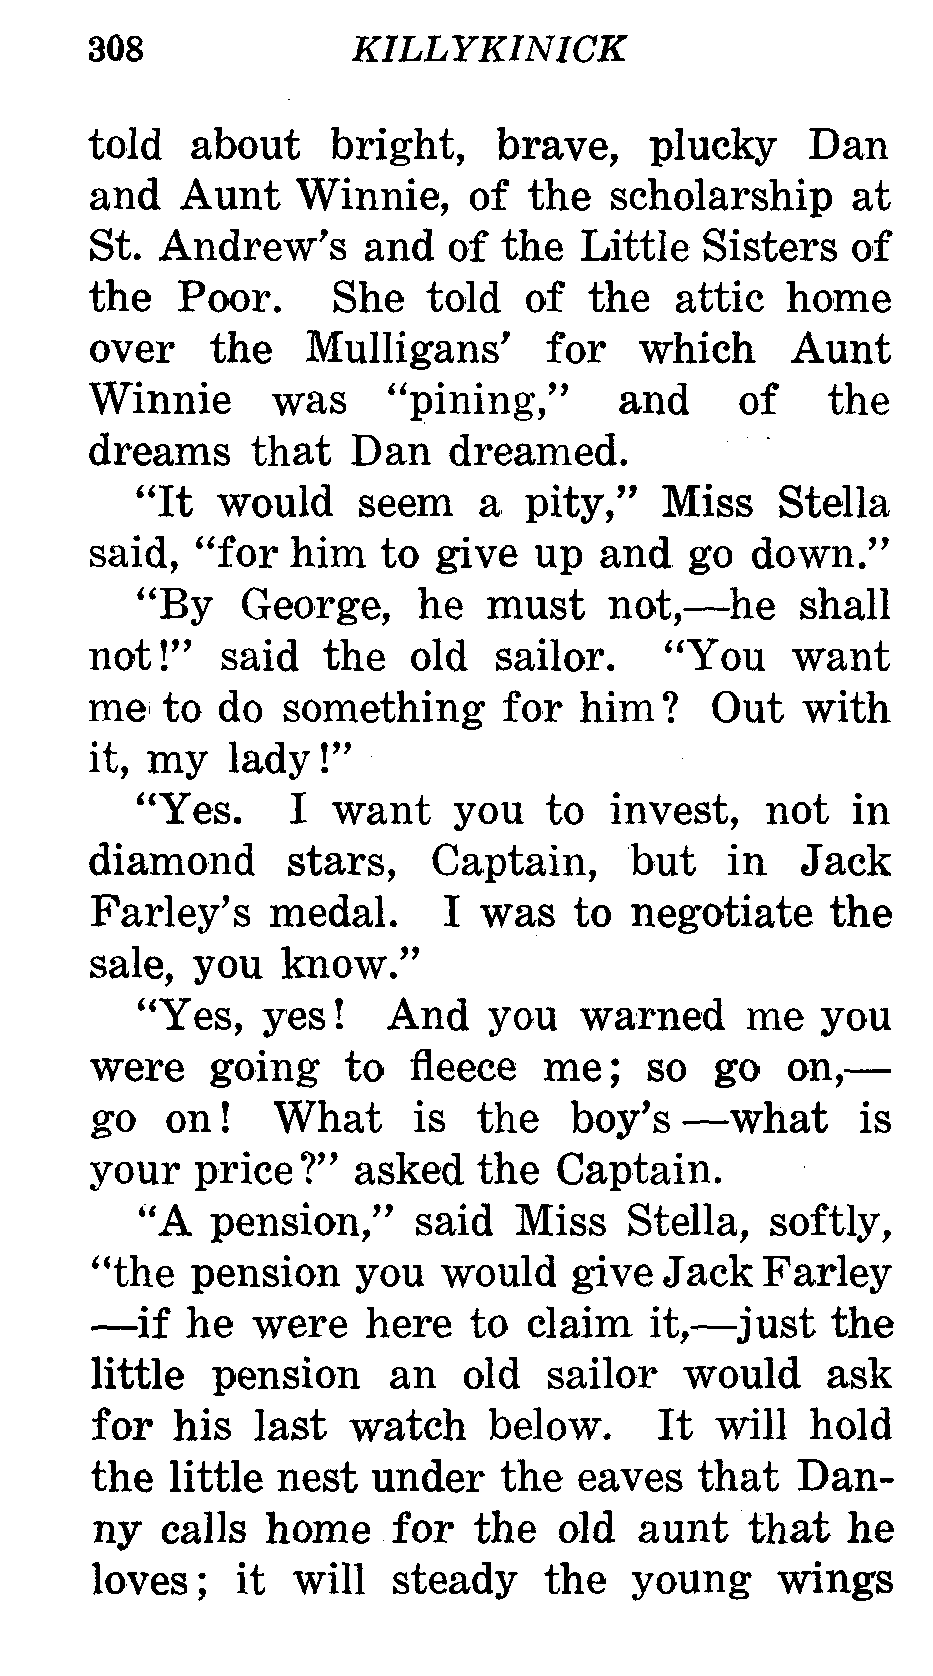 308 KILLYKINICK
told about bright, brave, plucky Dan
and Aunt Winnie, of the scholarship at
St. Andrew's and of the Little Sisters of
the Poor. She told of the attic home
over the Mulligans' for which Aunt
Winnie was “pining,” and of the
dreams that Dan dreamed.
“It would seem a pity,” Miss Stella
said, “for him to give up and go down.”
“By George, he must not,—he shall
not!” said the old sailor. “You want
me to do something for him? Out with
it, my lady!”
“Yes. I want you to invest, not in
diamond stars, Captain, but in Jack
Farley's medal. I was to negotiate the
sale, you know.”
“Yes, yes! And you warned me you
were going to fleece me; so go on,—
go on! What is the boy's—what is
your price?” asked the Captain.
“A pension,” said Miss Stella, softly,
“the pension you would give Jack Farley
—if he were here to claim it,—just the
little pension an old sailor would ask
for his last watch below. It will hold
the little nest under the eaves that Dan-
ny calls home for the old aunt that he
loves; it will steady the young wings